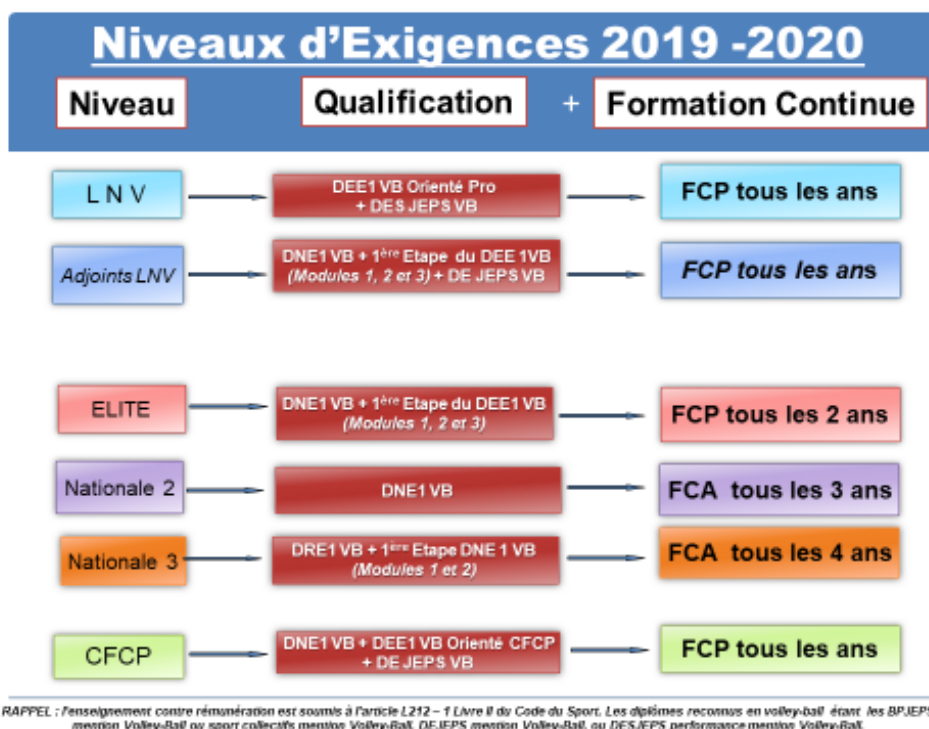 Niveaux d'Exigences 2019 -2020
Niveau
Qualification
+
Formation Continue
L N V
DEE1 VB Orienté Pro
+ DES JEPS VB
FCP tous les ans
Adjoints LNV
DNE1 VB + 1ère Etape du DEE 1VB
(Modules 1, 2 et 3) + DE JEPS VB
FCP tous les ans
ELITE
DNE1 VB + 1ère Etape du DEE1 VB
(Modules 1, 2 et 3)
FCP tous les 2 ans
Nationale 2
DNE1 VB
FCA tous les 3 ans
Nationale 3
DRE1 VB + 1ère Etape DNE 1 VB
(Modules 1 et 2)
FCA tous les 4 ans
CFCP
DNE1 VB + DEE1 VB Orienté CFCP
+ DE JEPS VB
FCP tous les ans
RAPPEL : l'enseignement contre rémunération est soumis à l'article L212 – 1 Livre II du Code du Sport. Les diplômes reconnus en volley-ball étant les BPJEPS
mention Volley-Ball ou sport collectifs mention Volley-Ball, DEJEPS mention Volley-Ball, ou DESJEPS performance mention Volley-Ball.